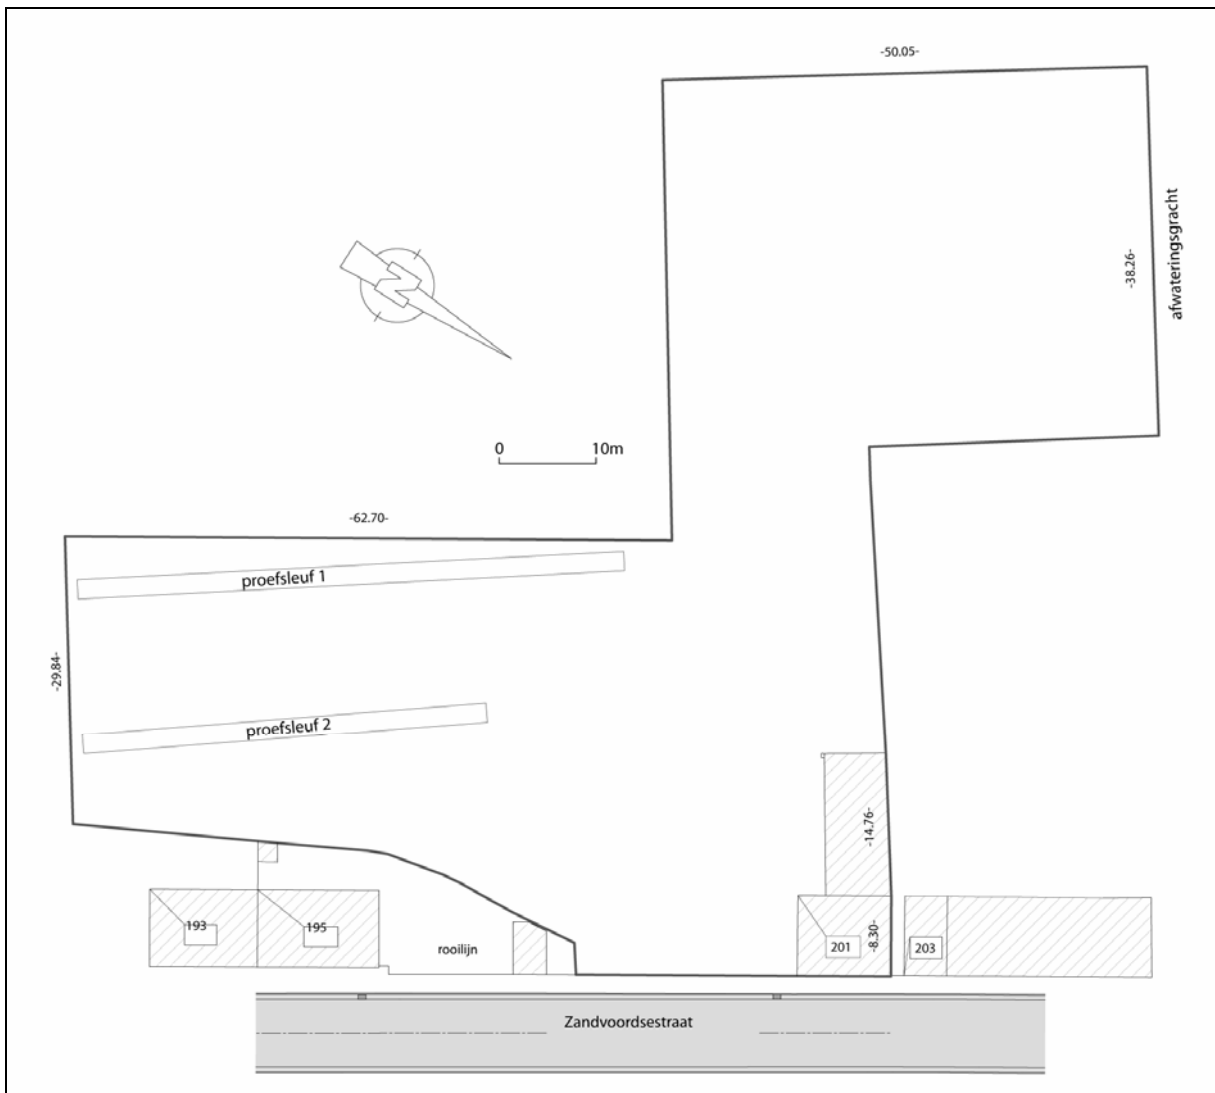 -50.05-
afwateringsgracht
-38.26-
N
0 10m
-62.70-
proefsleuf 1
-29.84-
proefsleuf 2
-14.76-
193
195
rooilijn
201
-8.30-
203
Zandvoordsestraat